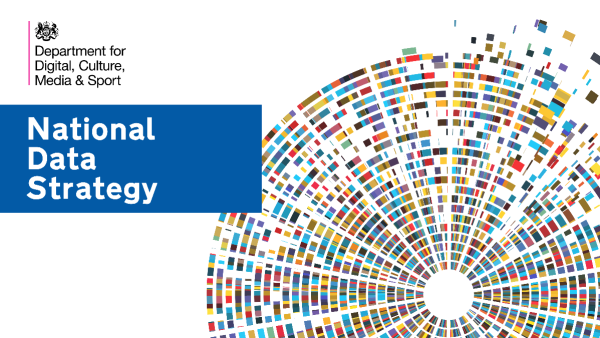 Department for
Digital, Culture,
Media & Sport
National
Data
Strategy